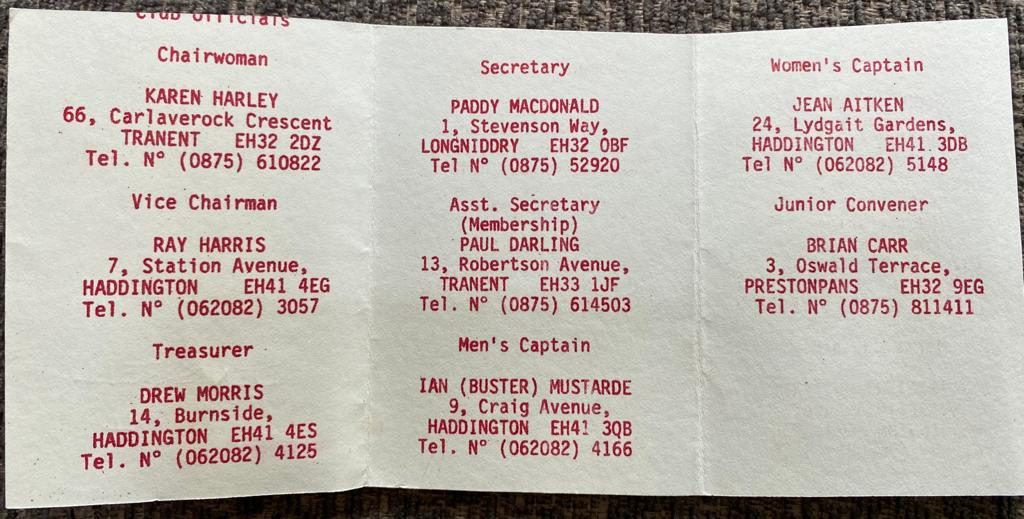 Club Officials
Chairwoman
KAREN HARLEY
66, Carlaverock Crescent
TRANENT EH32 2DZ
Tel. N° (0875) 610822
Vice Chairman
RAY HARRIS
7, Station Avenue,
HADDINGTON EH41 4EG
Tel. N° (062082) 3057
Treasurer
DREW MORRIS
14, Burnside,
HADDINGTON EH41 4ES
Tel. N° (062082) 4125
Secretary
PADDY MACDONALD
1, Stevenson Way,
LONGNIDDRY EH32 OBF
Tel N° (0875) 52920
Asst. Secretary
(Membership)
PAUL DARLING
13, Robertson Avenue,
TRANENT EH33 1JF
Tel. N° (0875) 614503
Men's Captain
IAN (BUSTER) MUSTARDE
9, Craig Avenue,
HADDINGTON EH41 3QB
Tel. N° (062082) 4166
Women's Captain
JEAN AITKEN
24, Lydgait Gardens,
HADDINGTON EH41 3DB
Tel N° (062082) 5148
Junior Convener
BRIAN CARR
3, Oswald Terrace,
PRESTONPANS EH32 9EG
Tel. N° (0875) 811411